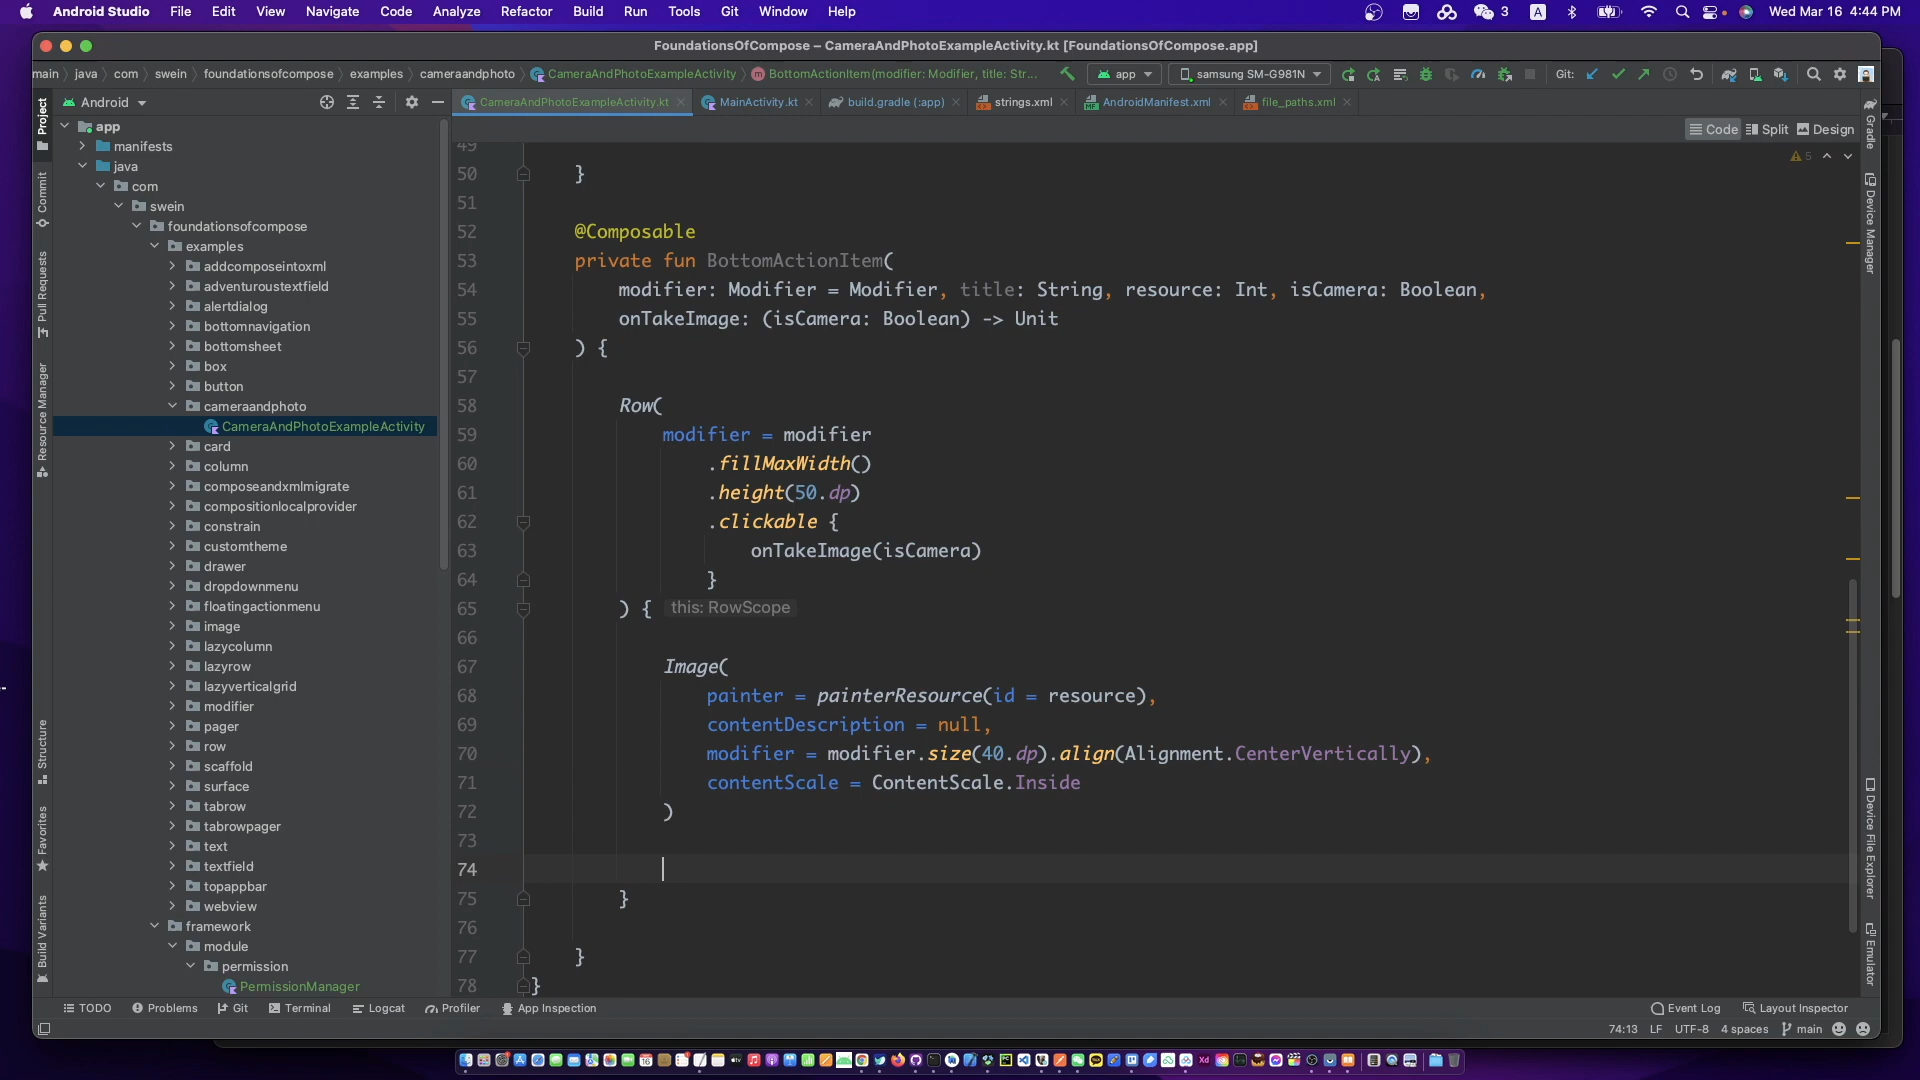 Android Studio File Edit View Navigate Code Analyze Refactor Build Run Tools Git Window Help 3 A Wed Mar 16 4:44 PM
FoundationsOfCompose – CameraAndPhotoExampleActivity.kt [FoundationsOfCompose.app]
main java com swein foundationsofcompose examples cameraandphoto CameraAndPhotoExampleActivity BottomActionItem(modifier: Modifier, title: Str... app samsung SM-G981N Git:
Android CameraAndPhotoExampleActivity.kt MainActivity.kt build.gradle (:app) strings.xml AndroidManifest.xml file_paths.xml
Code Split Design
5
Project
Commit
Pull Requests
Resource Manager
Structure
Favorites
Build Variants
app
manifests
java
com
swein
foundationsofcompose
examples
addcomposeintoxml
adventuroustextfield
alertdialog
bottomnavigation
bottomsheet
box
button
cameraandphoto
CameraAndPhotoExampleActivity
card
column
composeandxmlmigrate
compositionlocalprovider
constrain
customtheme
drawer
dropdownmenu
floatingactionmenu
image
lazycolumn
lazyrow
lazyverticalgrid
modifier
pager
row
scaffold
surface
tabrow
tabrowpager
text
textfield
topappbar
webview
framework
module
permission
PermissionManager
49
50 }
51
52 @Composable
53 private fun BottomActionItem(
54 modifier: Modifier = Modifier, title: String, resource: Int, isCamera: Boolean,
55 onTakeImage: (isCamera: Boolean) -> Unit
56 ) {
57
58 Row(
59 modifier = modifier
60 .fillMaxWidth()
61 .height(50.dp)
62 .clickable {
63 onTakeImage(isCamera)
64 }
65 ) { this: RowScope
66
67 Image(
68 painter = painterResource(id = resource),
69 contentDescription = null,
70 modifier = modifier.size(40.dp).align(Alignment.CenterVertically),
71 contentScale = ContentScale.Inside
72 )
73
74
75 }
76
77 }
78 }
Gradle
Device Manager
Device File Explorer
Emulator
TODO Problems Git Terminal Logcat Profiler App Inspection Event Log Layout Inspector
74:13 LF UTF-8 4 spaces main